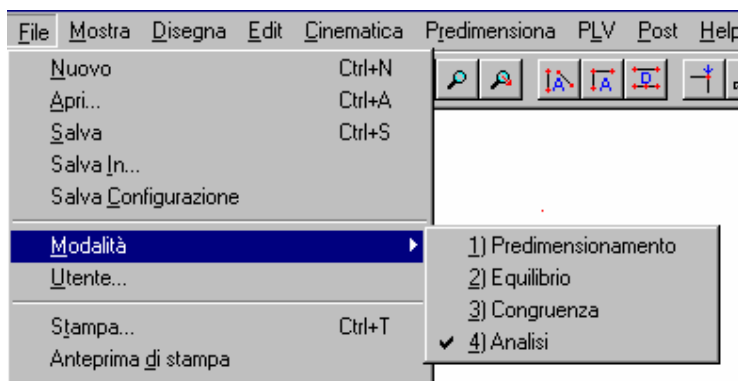 File Mostra Disegna Edit Cinematica Predimensiona PLV Post Help
Nuovo Ctrl+N
Apri... Ctrl+A
Salva Ctrl+S
Salva In...
Salva Configurazione
Modalità
1) Predimensionamento
Utente...
2) Equilibrio
3) Congruenza
Stampa... Ctrl+T
4) Analisi
Anteprima di stampa